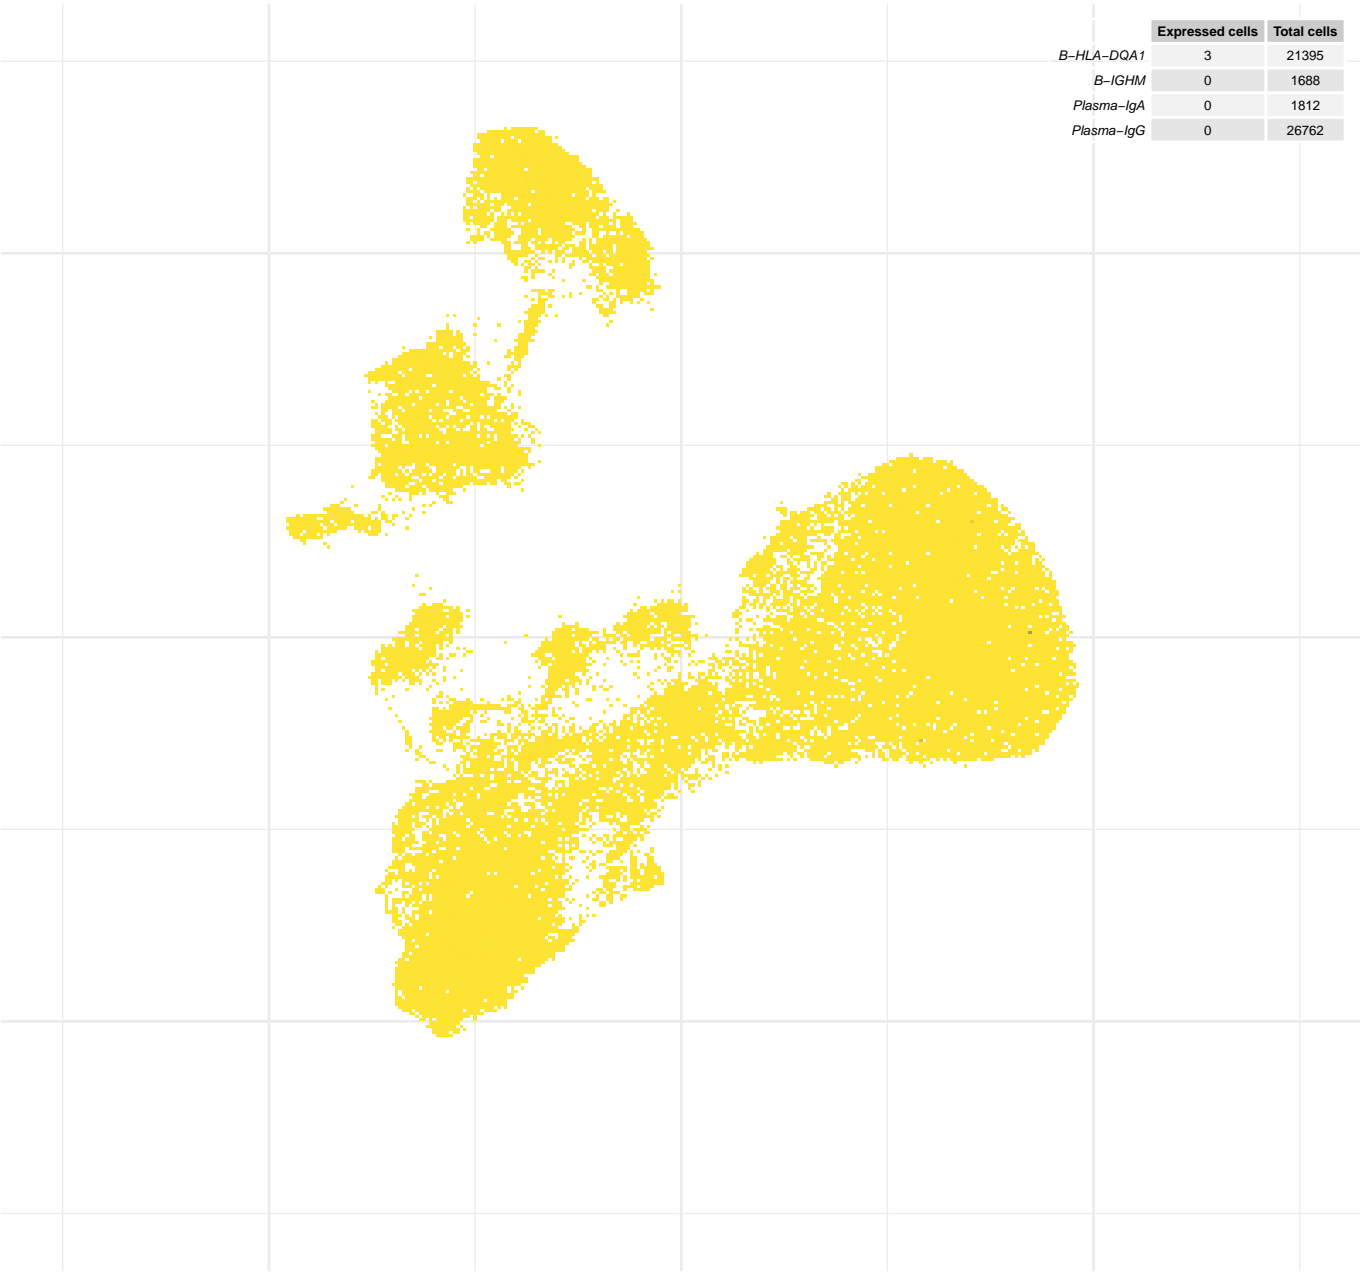 Expressed cells Total cells
B−HLA−DQA1 3 21395
B−IGHM 0 1688
Plasma−IgA 0 1812
Plasma−IgG 0 26762